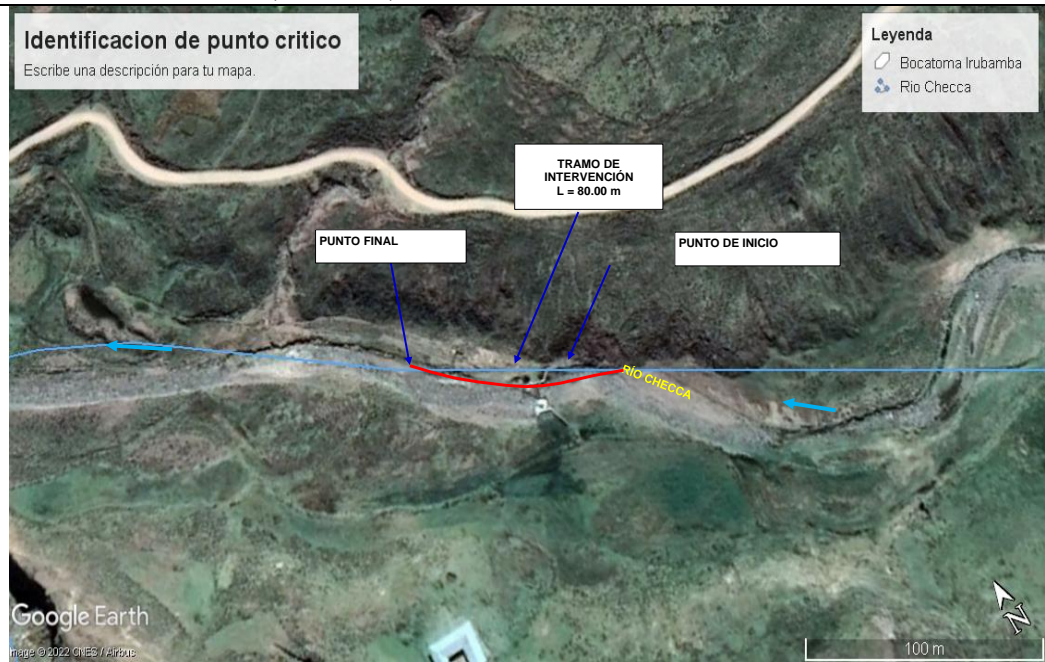 Identificacion de punto critico
Escribe una descripción para tu mapa.
Leyenda
Bocatoma Irubamba
Rio Checca
TRAMO DE
INTERVENCIÓN
L = 80.00 m
PUNTO FINAL
PUNTO DE INICIO
RÍO CHECCA
Google Earth
Image © 2022 CNES / Airbus
N
100 m